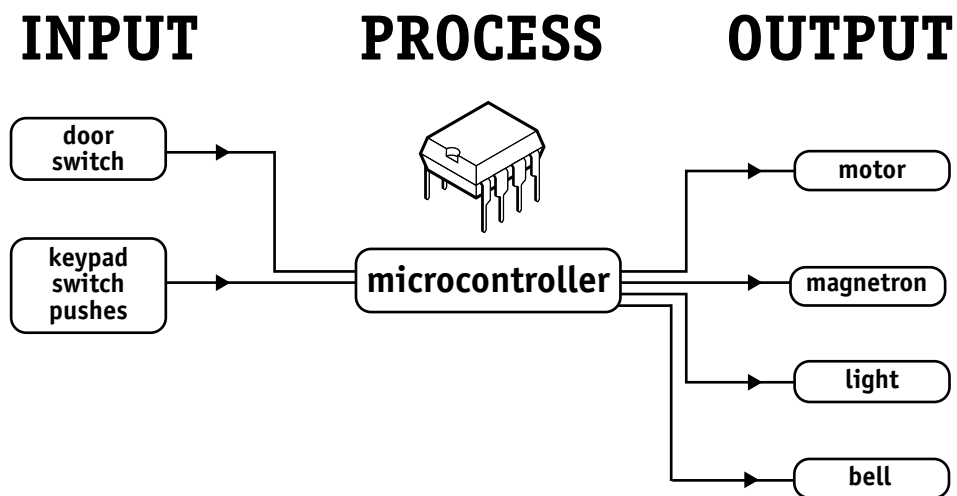 INPUT
PROCESS
OUTPUT
door
switch
keypad
switch
pushes
microcontroller
motor
magnetron
light
bell